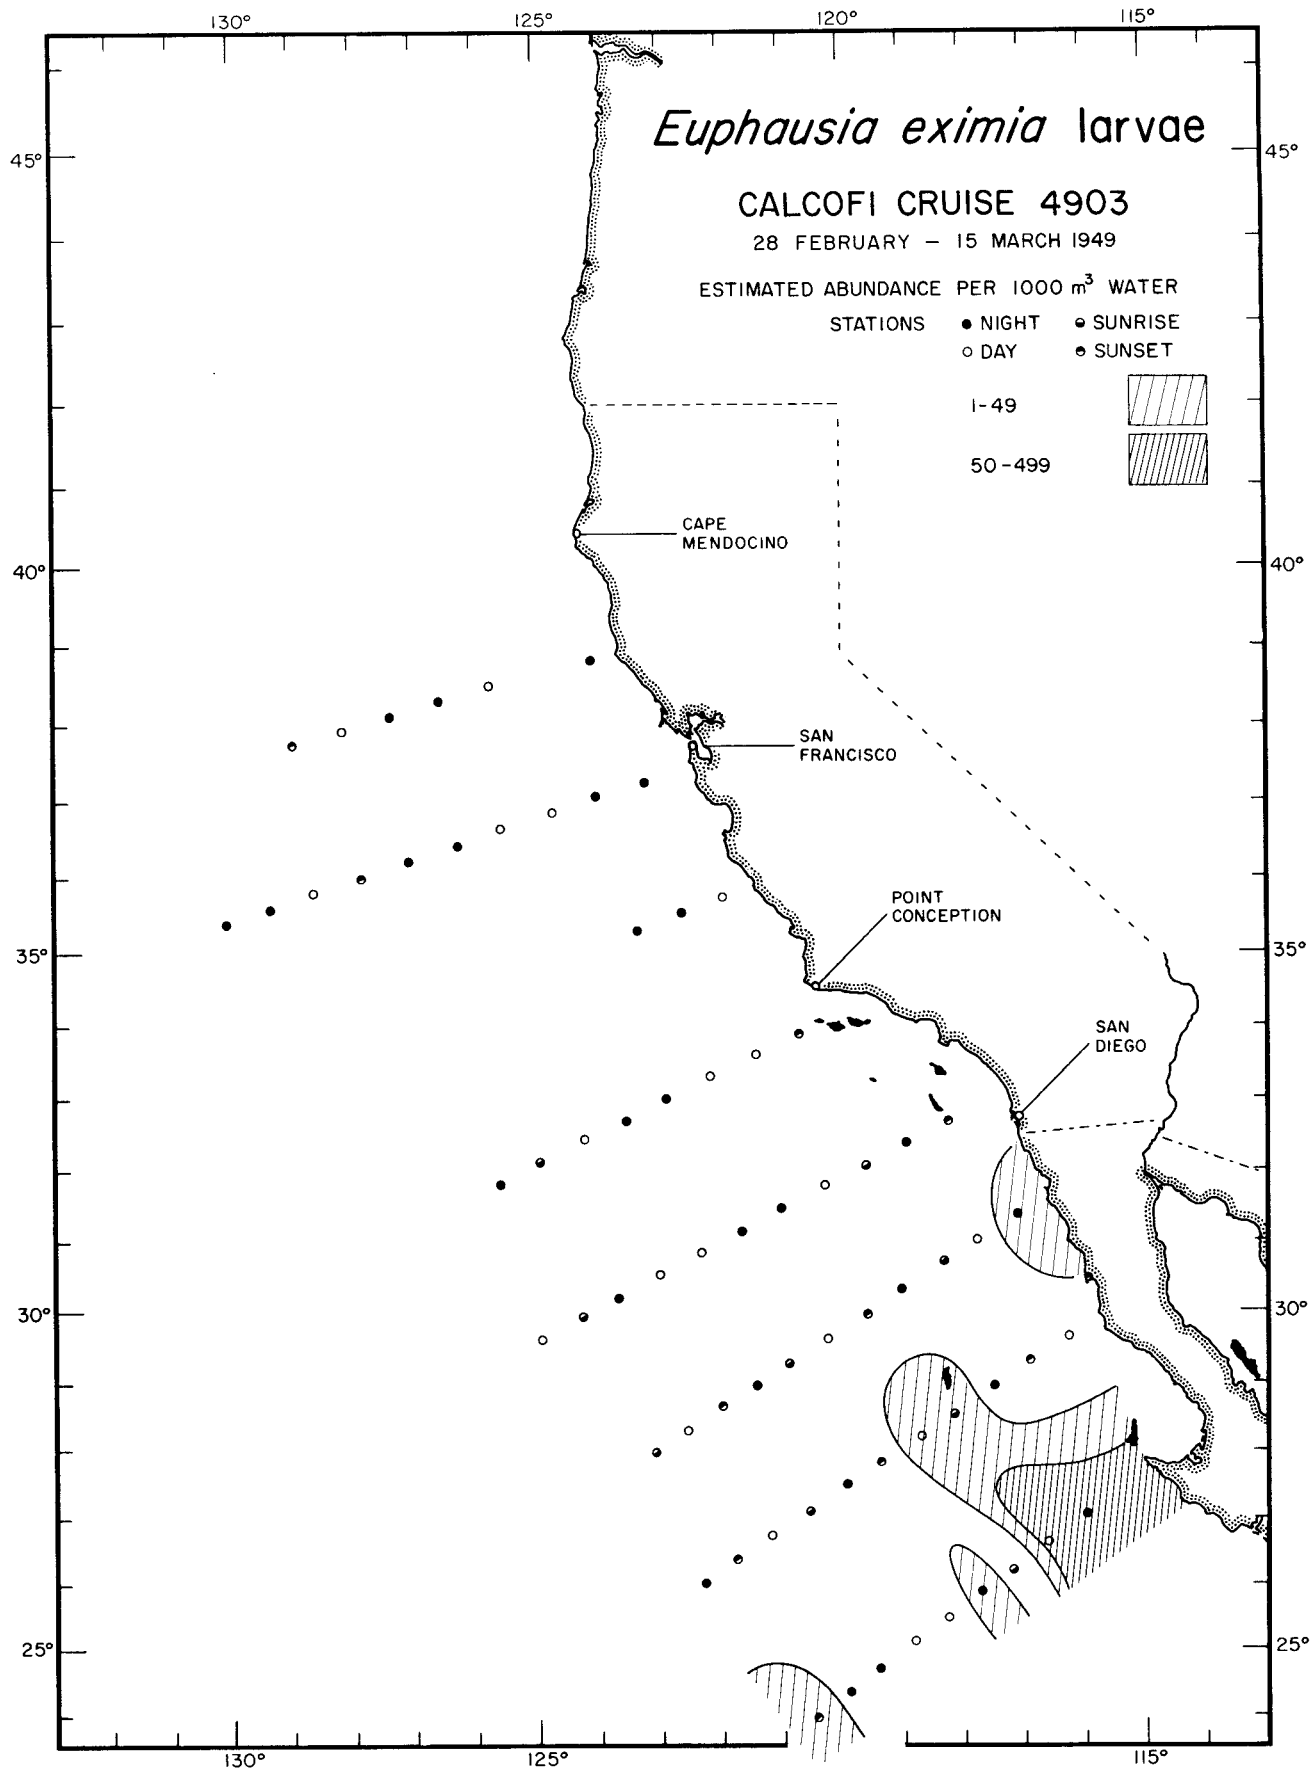 130° 125° 120° 115°
Euphausia eximia larvae
45° 45°
CALCOFI CRUISE 4903
28 FEBRUARY – 15 MARCH 1949
ESTIMATED ABUNDANCE PER 1000 m³ WATER
STATIONS ● NIGHT ◒ SUNRISE
○ DAY ◓ SUNSET
1-49
50-499
CAPE
MENDOCINO
40° 40°
SAN
FRANCISCO
POINT
CONCEPTION
35° 35°
SAN
DIEGO
30° 30°
25° 25°
130° 125° 115°